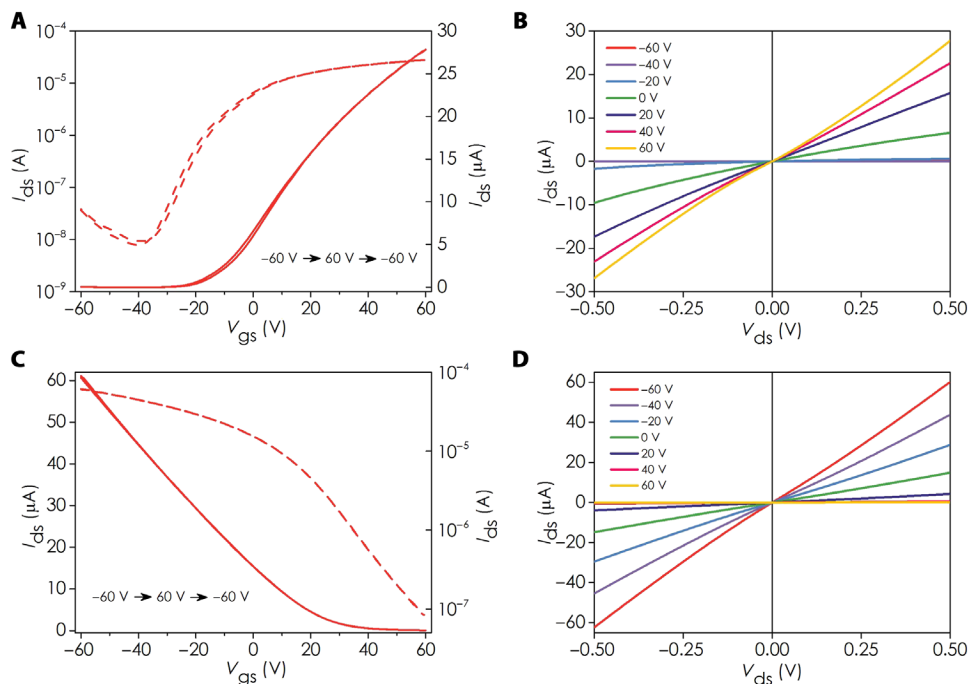 A
I_ds (A)
10⁻⁴
10⁻⁵
10⁻⁶
10⁻⁷
10⁻⁸
10⁻⁹
30
25
20
15
10
5
0
I_ds (µA)
−60 V → 60 V → −60 V
−60 −40 −20 0 20 40 60
V_gs (V)
B
I_ds (µA)
30
20
10
0
−10
−20
−30
−60 V
−40 V
−20 V
0 V
20 V
40 V
60 V
−0.50 −0.25 0.00 0.25 0.50
V_ds (V)
C
I_ds (µA)
60
50
40
30
20
10
0
10⁻⁴
10⁻⁵
10⁻⁶
10⁻⁷
I_ds (A)
−60 V → 60 V → −60 V
−60 −40 −20 0 20 40 60
V_gs (V)
D
I_ds (µA)
60
40
20
0
−20
−40
−60
−60 V
−40 V
−20 V
0 V
20 V
40 V
60 V
−0.50 −0.25 0.00 0.25 0.50
V_ds (V)